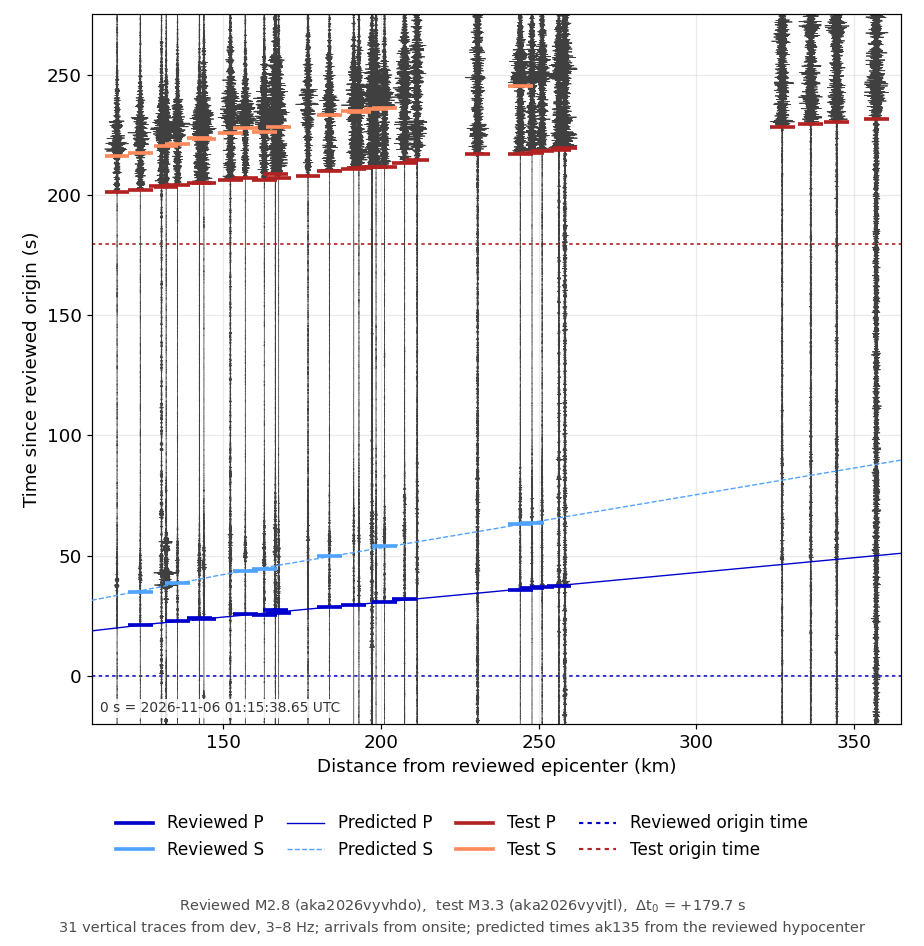 250
200
150
100
50
0
Time since reviewed origin (s)
0 s = 2026-11-06 01:15:38.65 UTC
150
200
250
300
350
Distance from reviewed epicenter (km)
Reviewed P
Predicted P
Test P
Reviewed origin time
Reviewed S
Predicted S
Test S
Test origin time
Reviewed M2.8 (aka2026vyvhdo),  test M3.3 (aka2026vyvjtl),  Δt₀ = +179.7 s
31 vertical traces from dev, 3–8 Hz; arrivals from onsite; predicted times ak135 from the reviewed hypocenter